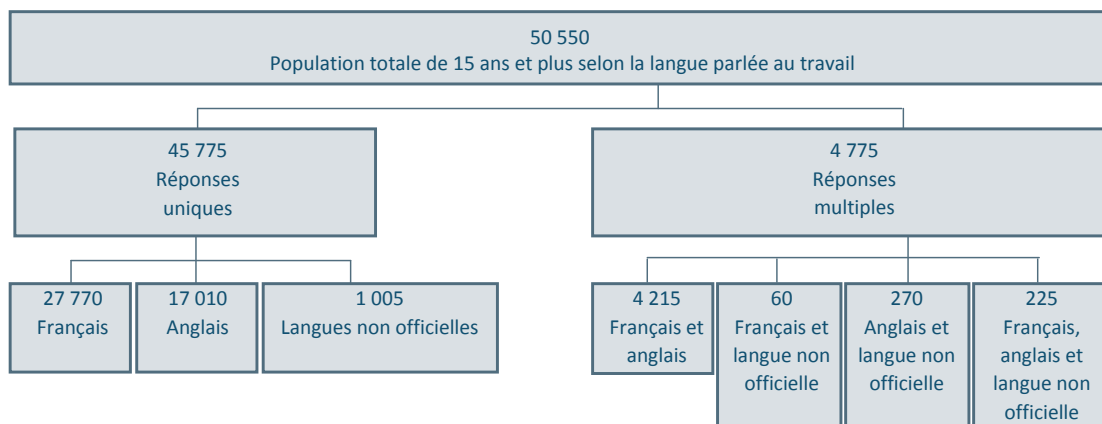 50 550
Population totale de 15 ans et plus selon la langue parlée au travail
45 775
Réponses
uniques
4 775
Réponses
multiples
27 770
Français
17 010
Anglais
1 005
Langues non officielles
4 215
Français et
anglais
60
Français et
langue non
officielle
270
Anglais et
langue non
officielle
225
Français,
anglais et
langue non
officielle